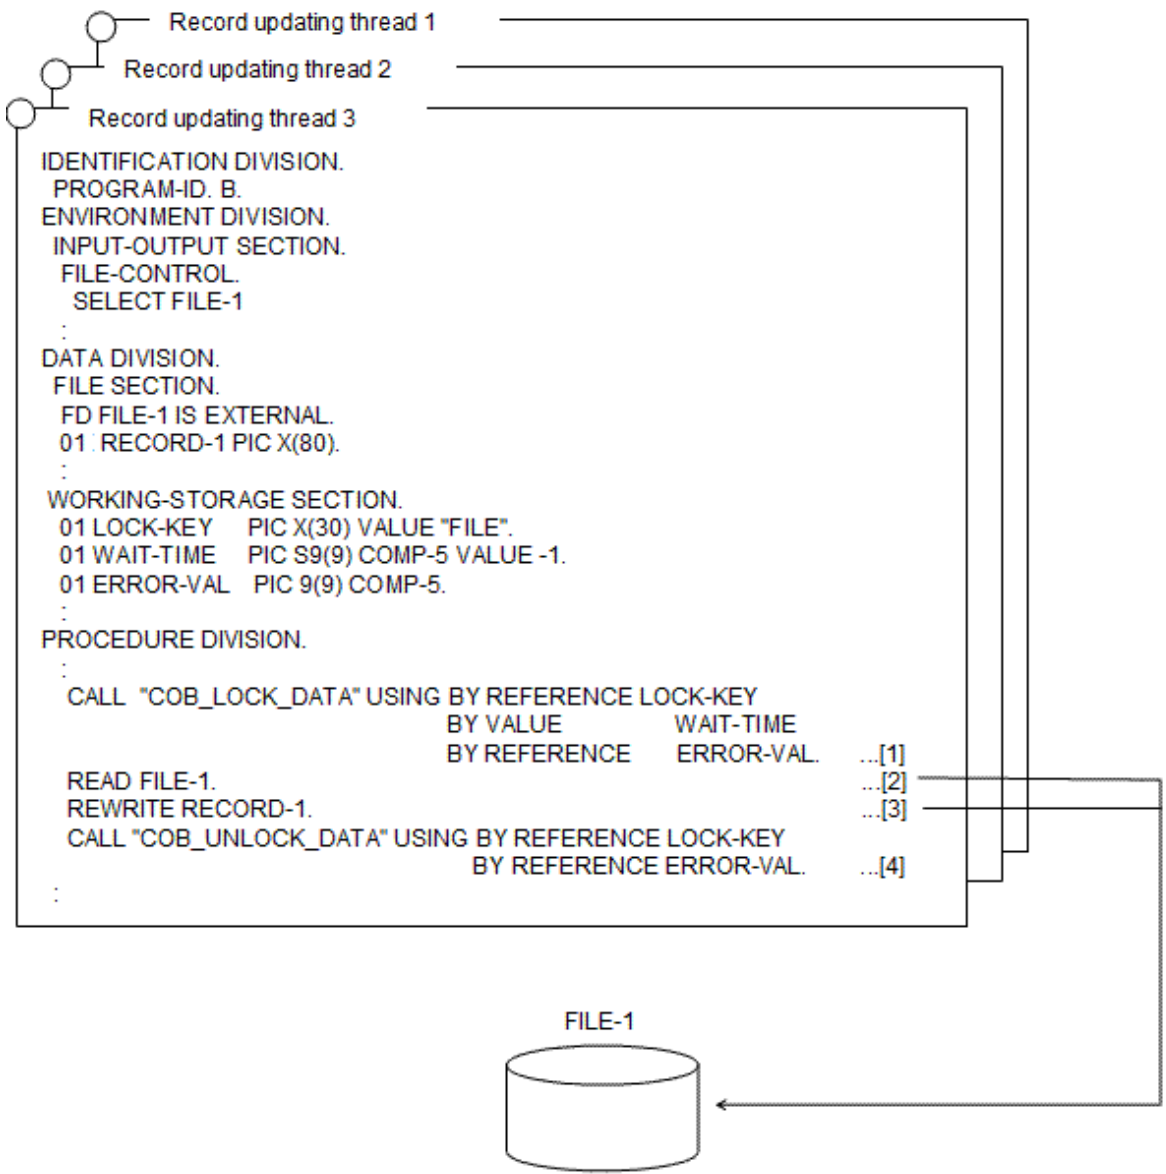 Record updating thread 1
Record updating thread 2
Record updating thread 3
IDENTIFICATION DIVISION.
PROGRAM-ID. B.
ENVIRONMENT DIVISION.
INPUT-OUTPUT SECTION.
FILE-CONTROL.
SELECT FILE-1
:
DATA DIVISION.
FILE SECTION.
FD FILE-1 IS EXTERNAL.
01 RECORD-1 PIC X(80).
:
WORKING-STORAGE SECTION.
01 LOCK-KEY PIC X(30) VALUE "FILE".
01 WAIT-TIME PIC S9(9) COMP-5 VALUE -1.
01 ERROR-VAL PIC 9(9) COMP-5.
:
PROCEDURE DIVISION.
:
CALL "COB_LOCK_DATA" USING BY REFERENCE LOCK-KEY
BY VALUE WAIT-TIME
BY REFERENCE ERROR-VAL. ...[1]
READ FILE-1. ...[2]
REWRITE RECORD-1. ...[3]
CALL "COB_UNLOCK_DATA" USING BY REFERENCE LOCK-KEY
BY REFERENCE ERROR-VAL. ...[4]
:
FILE-1